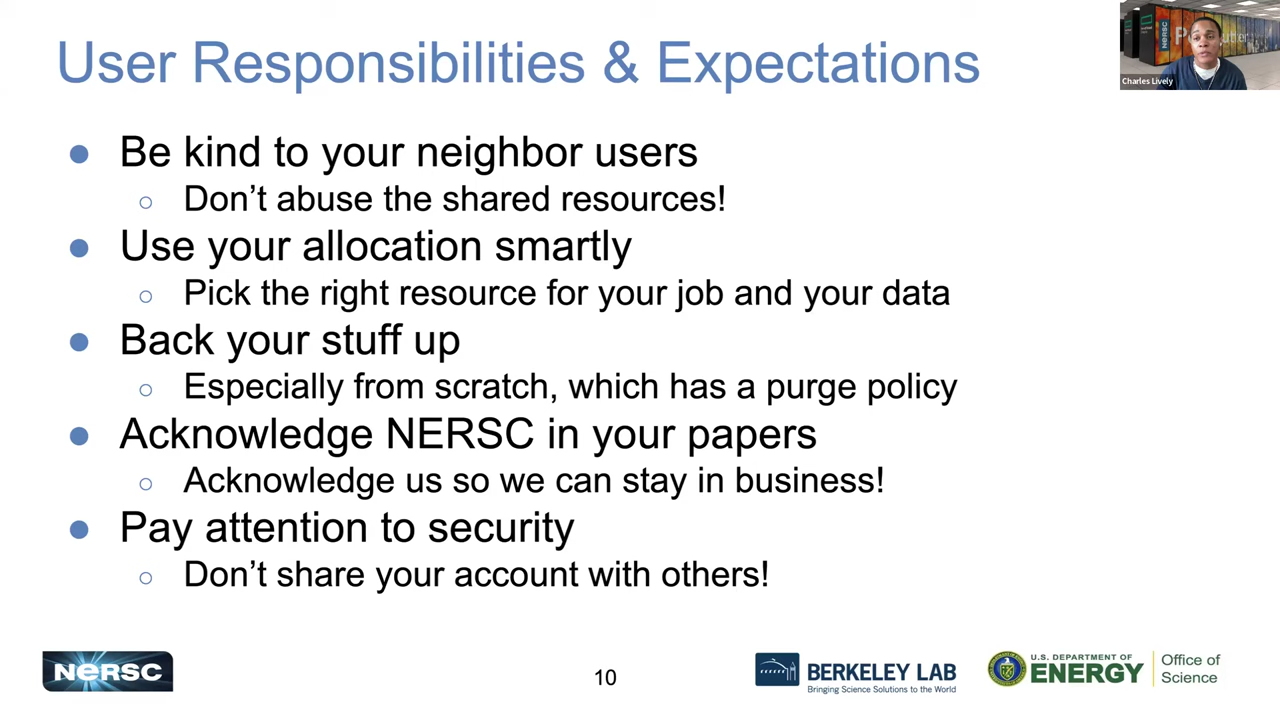 User Responsibilities & Expectations
Charles Lively
NERSC
● Be kind to your neighbor users
○ Don’t abuse the shared resources!
● Use your allocation smartly
○ Pick the right resource for your job and your data
● Back your stuff up
○ Especially from scratch, which has a purge policy
● Acknowledge NERSC in your papers
○ Acknowledge us so we can stay in business!
● Pay attention to security
○ Don’t share your account with others!
NERSC
10
BERKELEY LAB
Bringing Science Solutions to the World
U.S. DEPARTMENT OF
ENERGY
Office of
Science